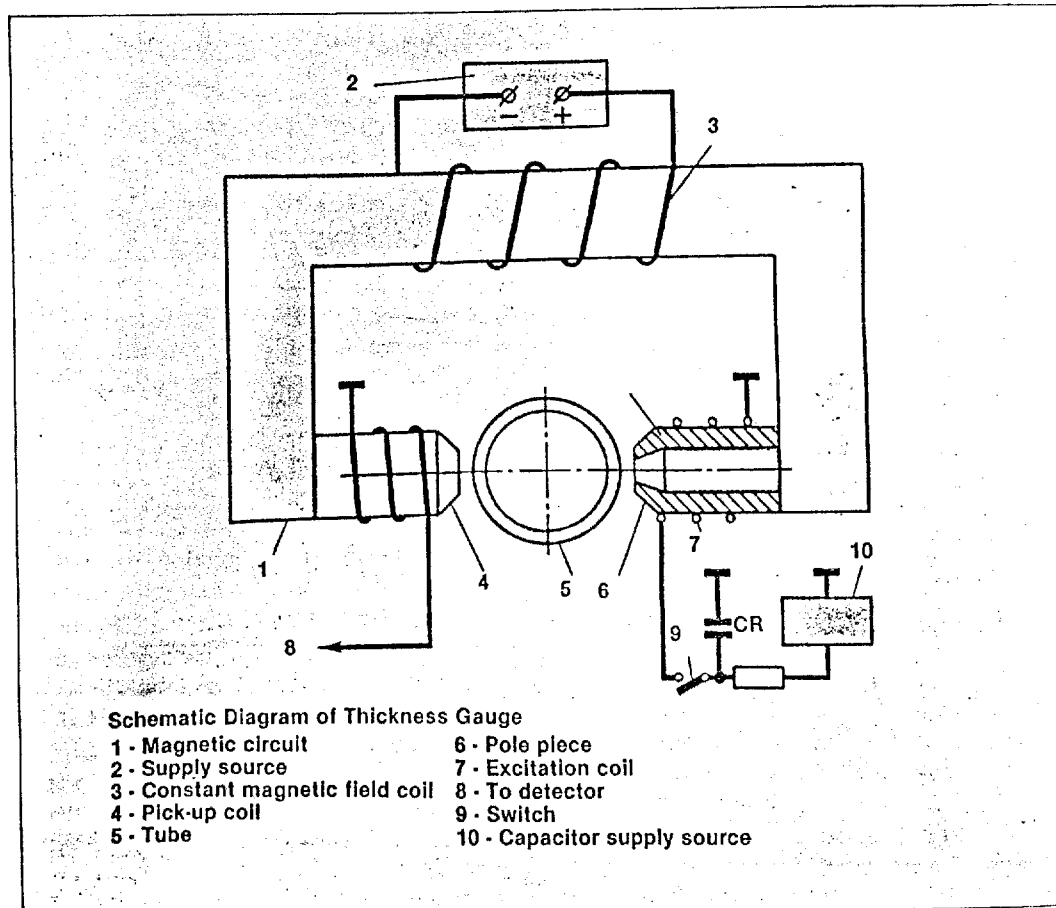 2
- +
3
1
4
5
6
7
10
9
CR
8
Schematic Diagram of Thickness Gauge
1 - Magnetic circuit
2 - Supply source
3 - Constant magnetic field coil
4 - Pick-up coil
5 - Tube
6 - Pole piece
7 - Excitation coil
8 - To detector
9 - Switch
10 - Capacitor supply source